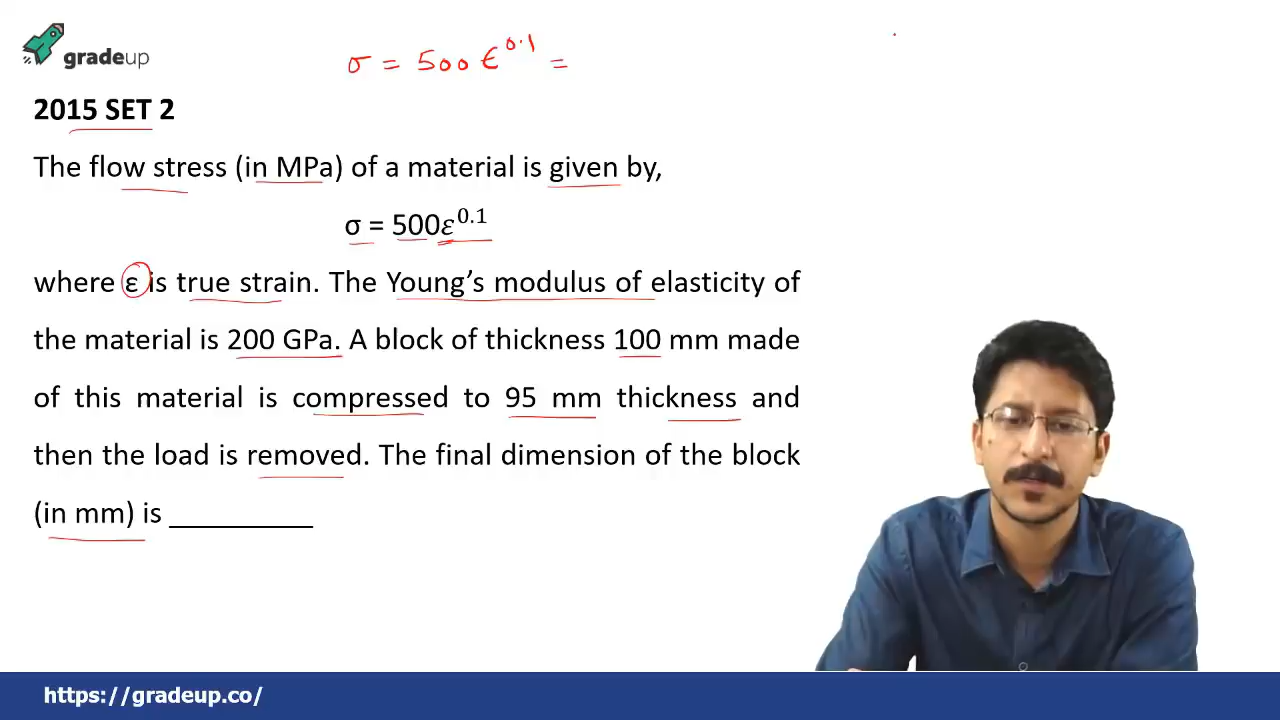 gradeup
σ = 500 ε^0.1 =
2015 SET 2
The flow stress (in MPa) of a material is given by,
σ = 500ε^0.1
where ε is true strain. The Young’s modulus of elasticity of
the material is 200 GPa. A block of thickness 100 mm made
of this material is compressed to 95 mm thickness and
then the load is removed. The final dimension of the block
(in mm) is __________
https://gradeup.co/